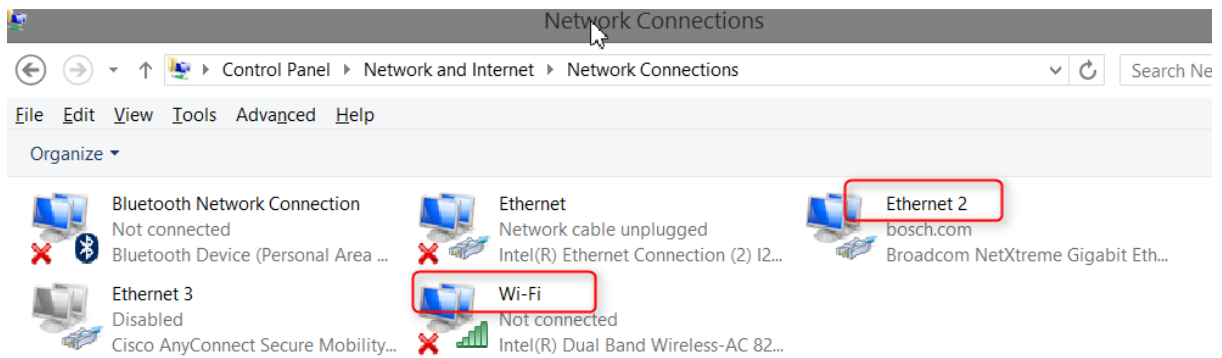 Network Connections
Control Panel Network and Internet Network Connections Search Ne
File Edit View Tools Advanced Help
Organize
Bluetooth Network Connection
Not connected
Bluetooth Device (Personal Area ...
Ethernet
Network cable unplugged
Intel(R) Ethernet Connection (2) I2...
Ethernet 2
bosch.com
Broadcom NetXtreme Gigabit Eth...
Ethernet 3
Disabled
Cisco AnyConnect Secure Mobility...
Wi-Fi
Not connected
Intel(R) Dual Band Wireless-AC 82...